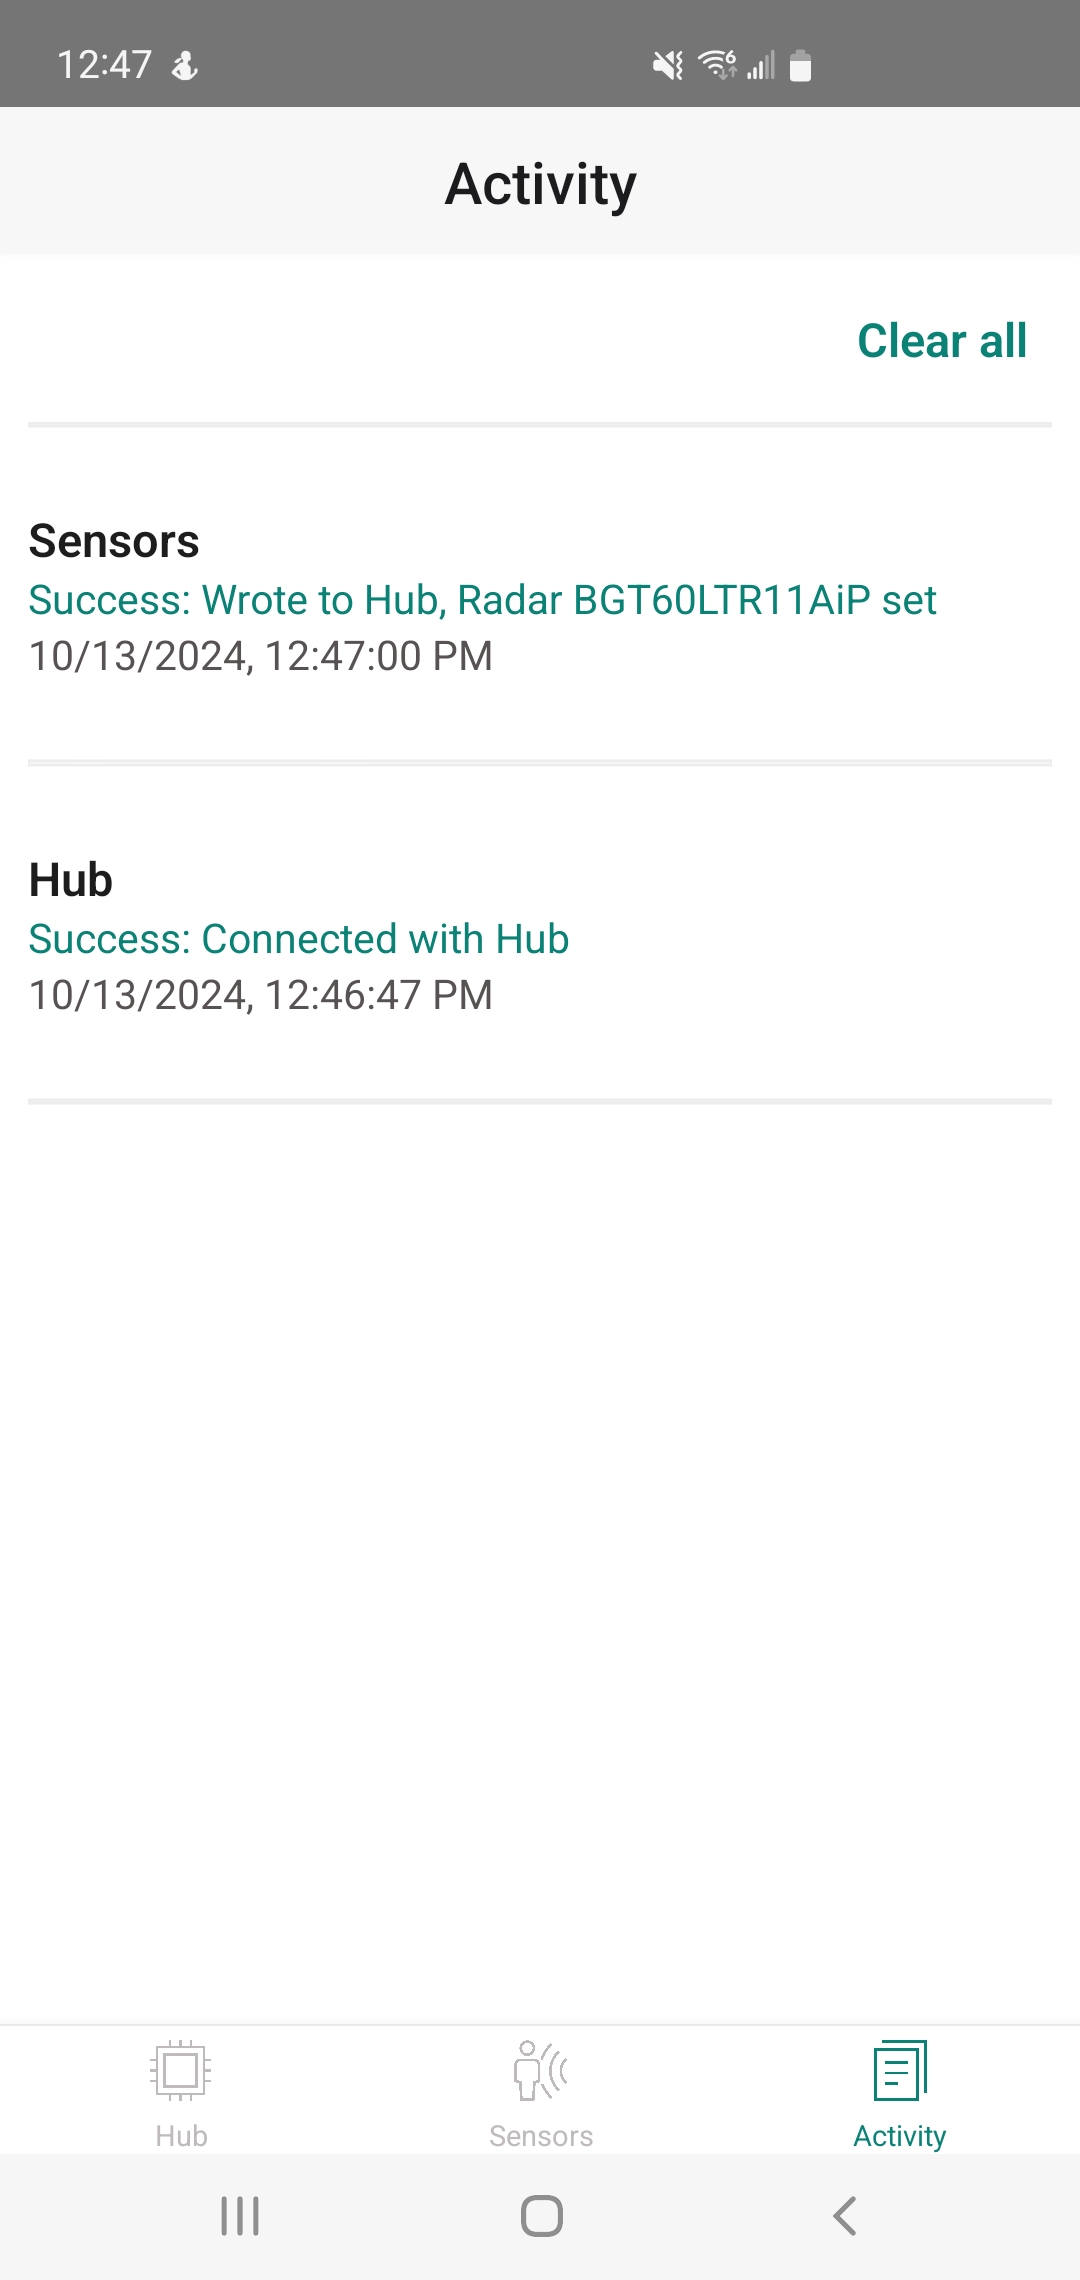 12:47
6
Activity
Clear all
Sensors
Success: Wrote to Hub, Radar BGT60LTR11AiP set
10/13/2024, 12:47:00 PM
Hub
Success: Connected with Hub
10/13/2024, 12:46:47 PM
Hub
Sensors
Activity